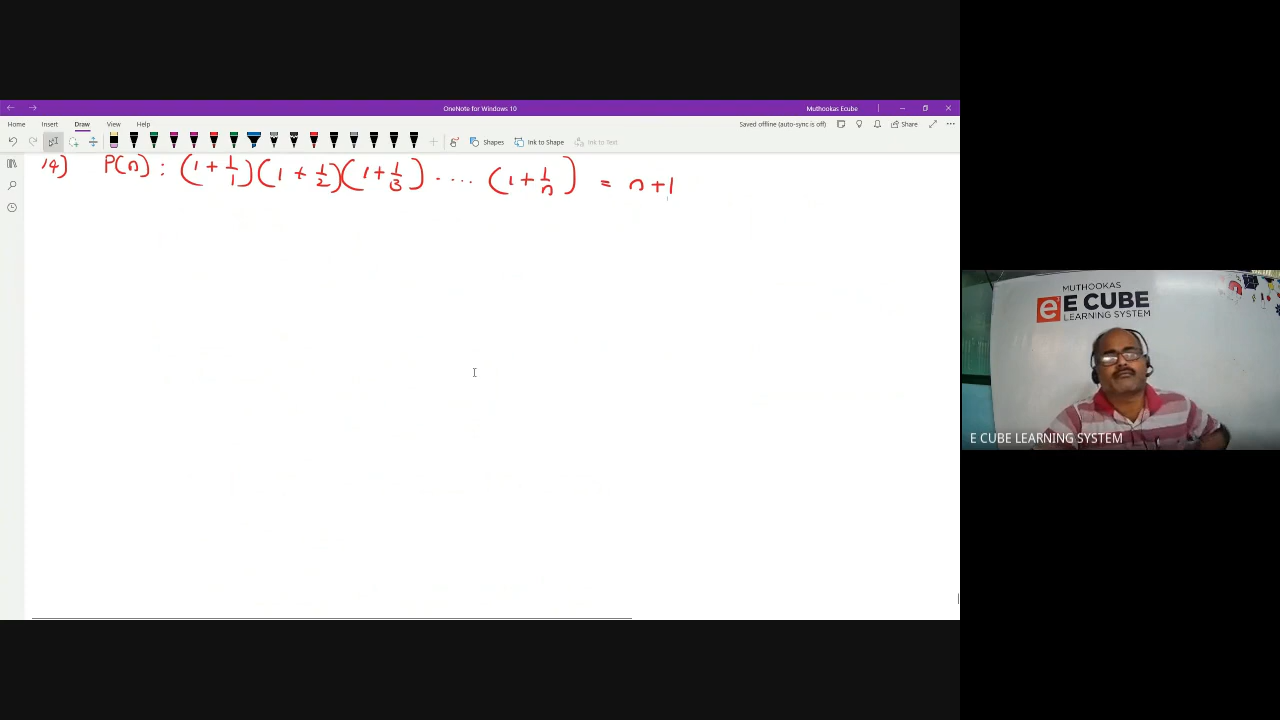 OneNote for Windows 10
Muthookas Ecube
Home Insert Draw View Help
Saved offline (auto-sync is off)
Share
Shapes
Ink to Shape
Ink to Text
14) P(n) : (1 + 1/1)(1 + 1/2)(1 + 1/3) ..... (1 + 1/n) = n+1
MUTHOOKAS
e E CUBE
LEARNING SYSTEM
E CUBE LEARNING SYSTEM